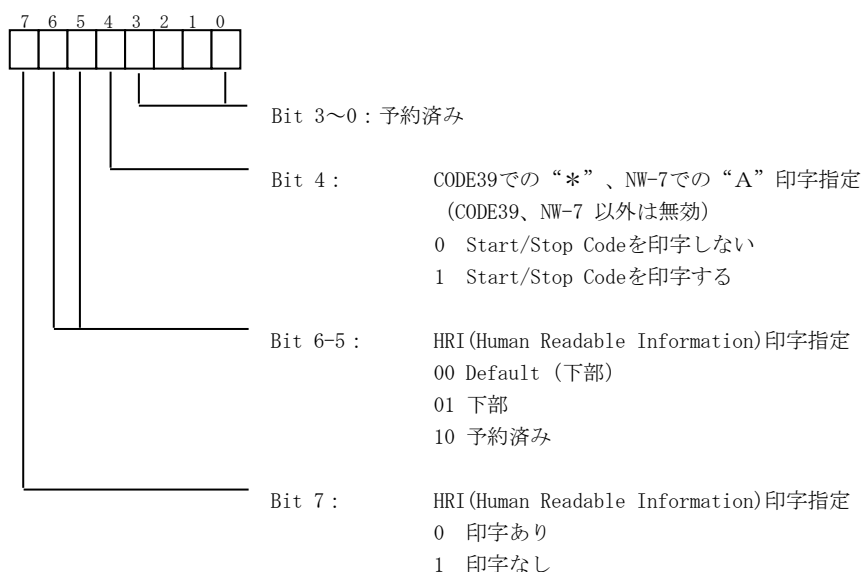 7 6 5 4 3 2 1 0
Bit 3～0：予約済み
Bit 4： CODE39での“＊”、NW-7での“A”印字指定
（CODE39、NW-7 以外は無効）
0 Start/Stop Codeを印字しない
1 Start/Stop Codeを印字する
Bit 6-5： HRI(Human Readable Information)印字指定
00 Default（下部）
01 下部
10 予約済み
Bit 7： HRI(Human Readable Information)印字指定
0 印字あり
1 印字なし